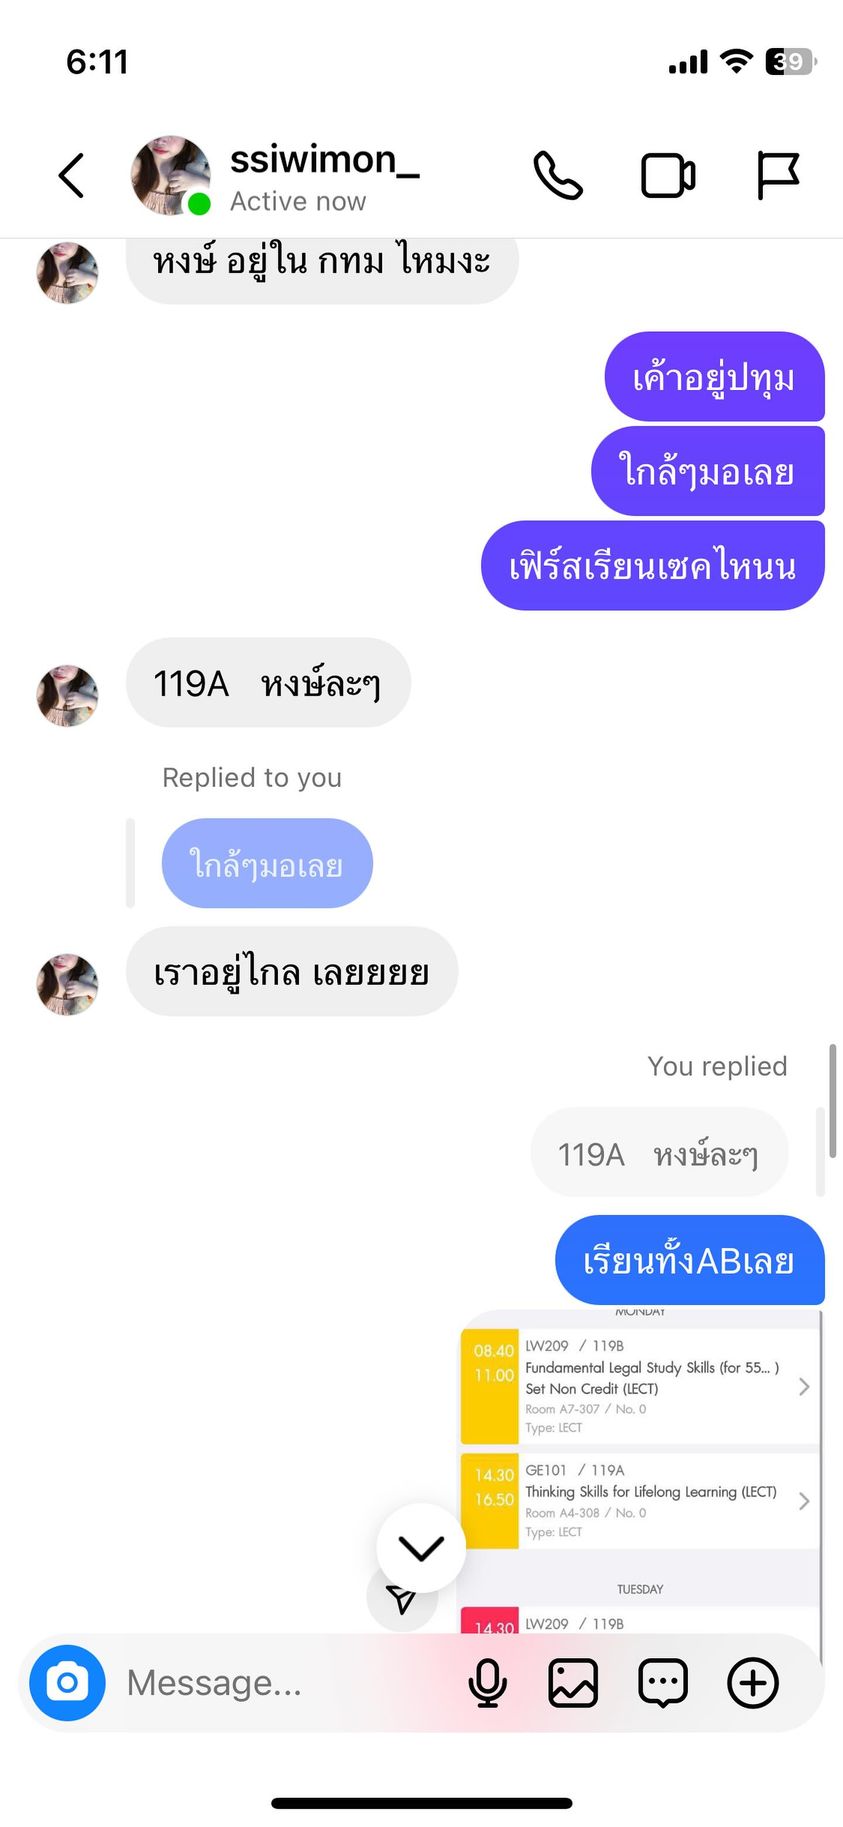 6:11
39
ssiwimon_
Active now
หงษ์ อยู่ใน กทม ไหมงะ
เค้าอยู่ปทุม
ใกล้ๆมอเลย
เฟิร์สเรียนเซคไหนน
119A   หงษ์ละๆ
Replied to you
ใกล้ๆมอเลย
เราอยู่ไกล เลยยยย
You replied
119A   หงษ์ละๆ
เรียนทั้งABเลย
MONDAY
08.40
11.00
LW209 / 119B
Fundamental Legal Study Skills (for 55... )
Set Non Credit (LECT)
Room A7-307 / No. 0
Type: LECT
14.30
16.50
GE101 / 119A
Thinking Skills for Lifelong Learning (LECT)
Room A4-308 / No. 0
Type: LECT
TUESDAY
14.30
LW209 / 119B
Message...